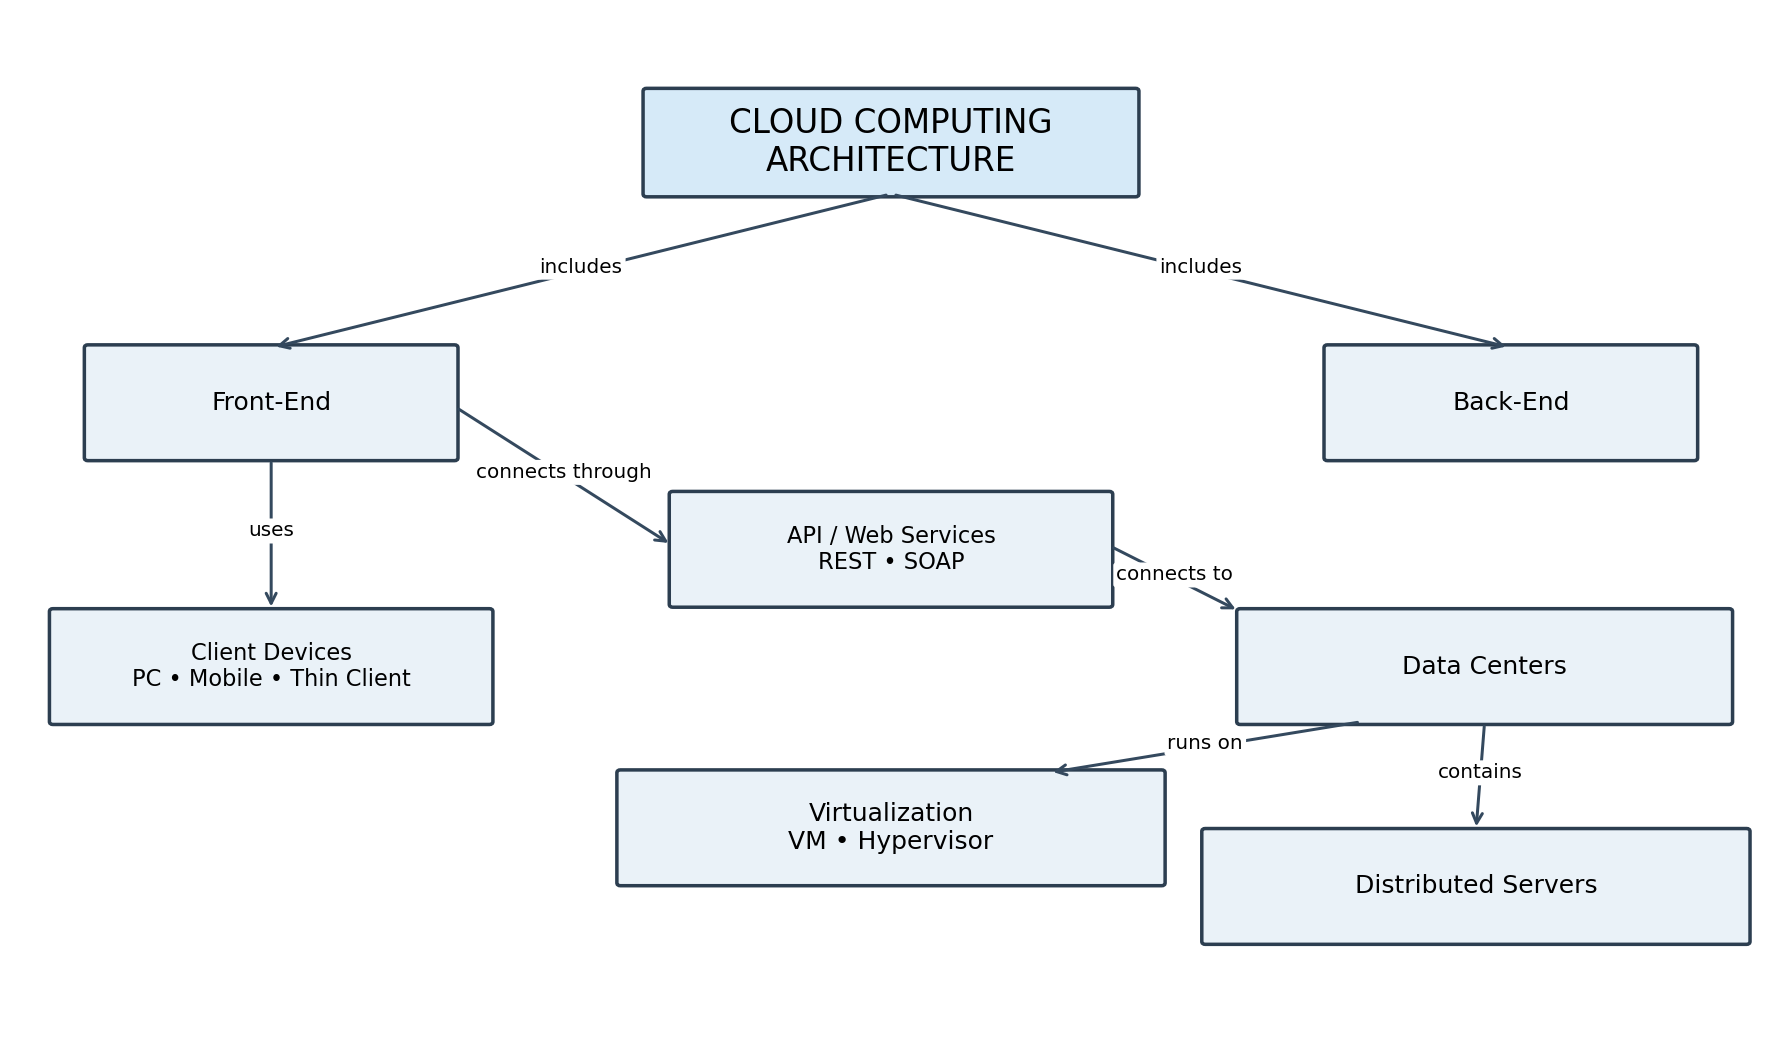 CLOUD COMPUTING
ARCHITECTURE
includes
includes
Front-End
Back-End
connects through
uses
API / Web Services
REST • SOAP
connects to
Client Devices
PC • Mobile • Thin Client
Data Centers
runs on
contains
Virtualization
VM • Hypervisor
Distributed Servers